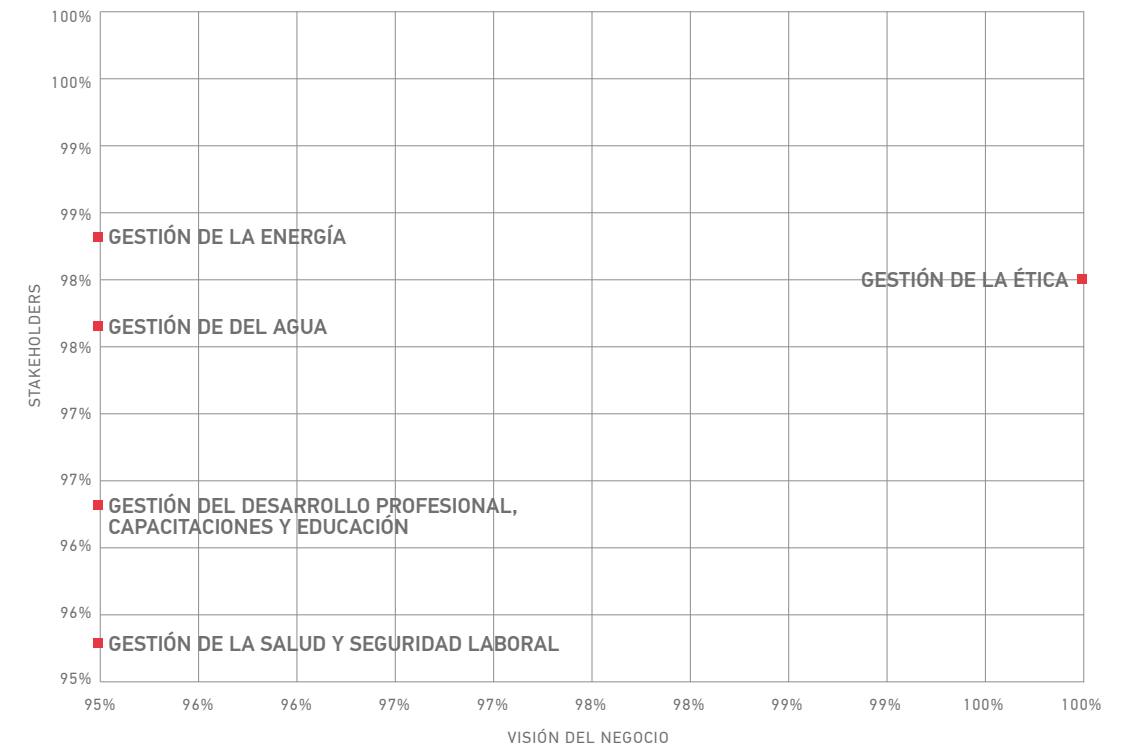 100%
100%
99%
99%
GESTIÓN DE LA ENERGÍA
98%
GESTIÓN DE LA ÉTICA
GESTIÓN DE DEL AGUA
98%
STAKEHOLDERS
97%
97%
GESTIÓN DEL DESARROLLO PROFESIONAL,
CAPACITACIONES Y EDUCACIÓN
96%
96%
GESTIÓN DE LA SALUD Y SEGURIDAD LABORAL
95%
95% 96% 96% 97% 97% 98% 98% 99% 99% 100% 100%
VISIÓN DEL NEGOCIO